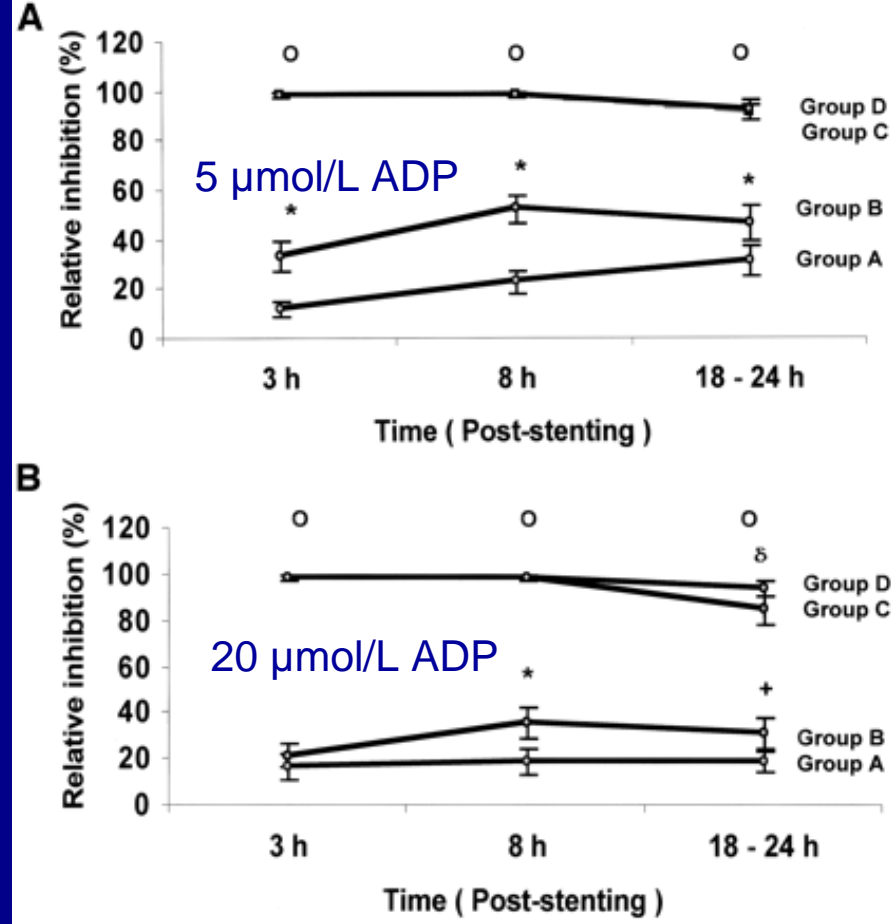 A
Relative inhibition (%)
120
100
80
60
40
20
0
O O O
5 µmol/L ADP
* * *
Group D
Group C
Group B
Group A
3 h 8 h 18 - 24 h
Time ( Post-stenting )
B
Relative inhibition (%)
120
100
80
60
40
20
0
O O O
δ
20 µmol/L ADP
* +
Group D
Group C
Group B
Group A
3 h 8 h 18 - 24 h
Time ( Post-stenting )